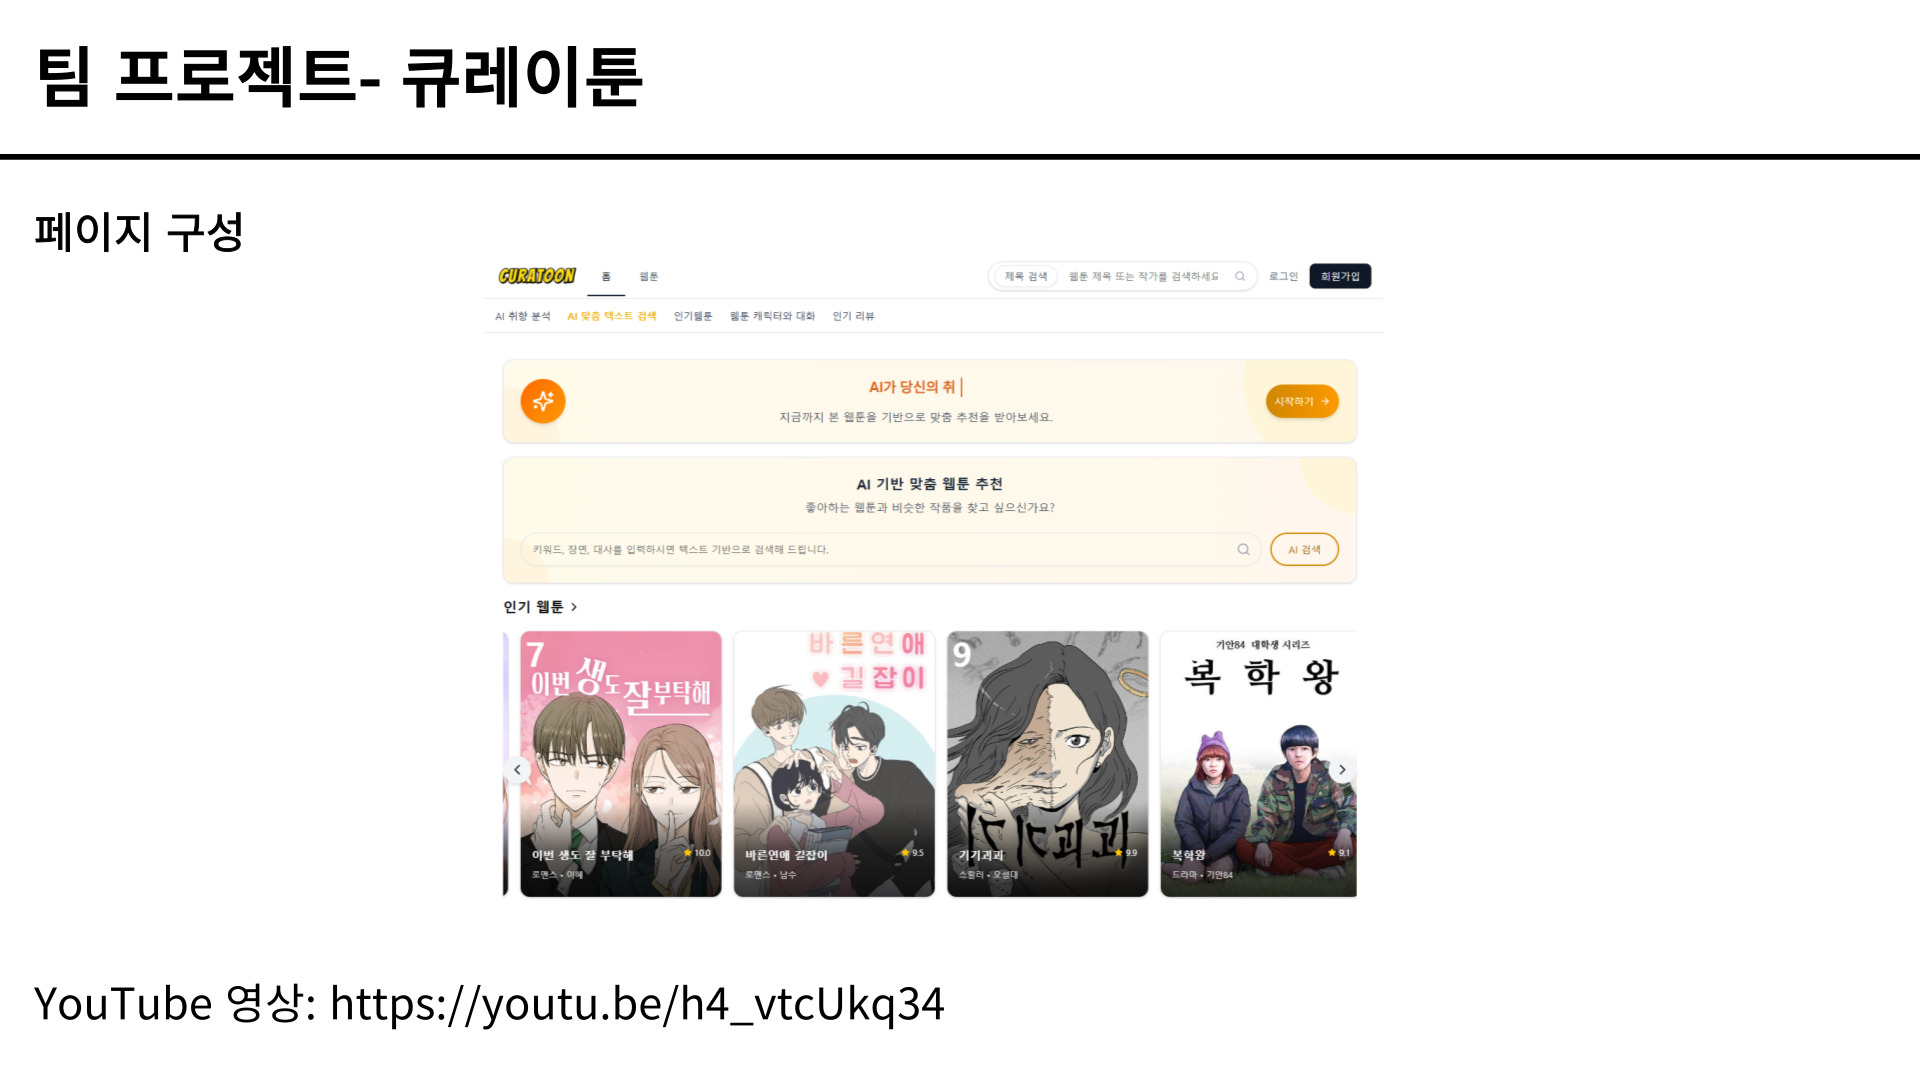 팀 프로젝트- 큐레이툰
페이지 구성
CURATOON 홈 웹툰 제목 검색 웹툰 제목 또는 작가를 검색하세요 로그인 회원가입
AI 취향 분석 AI 맞춤 텍스트 검색 인기웹툰 웹툰 캐릭터와 대화 인기 리뷰
AI가 당신의 취
지금까지 본 웹툰을 기반으로 맞춤 추천을 받아보세요.
시작하기
AI 기반 맞춤 웹툰 추천
좋아하는 웹툰과 비슷한 작품을 찾고 싶으신가요?
키워드, 장면, 대사를 입력하시면 텍스트 기반으로 검색해 드립니다. AI 검색
인기 웹툰
7
이번 생도 잘 부탁해
이번 생도 잘 부탁해 10.0
로맨스 • 이혜
바른연애
길잡이
바른연애 길잡이 9.5
로맨스 • 남수
9
기기괴괴
기기괴괴 9.9
스릴러 • 오성대
기안84 대학생 시리즈
복학왕
복학왕 9.1
드라마 • 기안84
YouTube 영상: https://youtu.be/h4_vtcUkq34